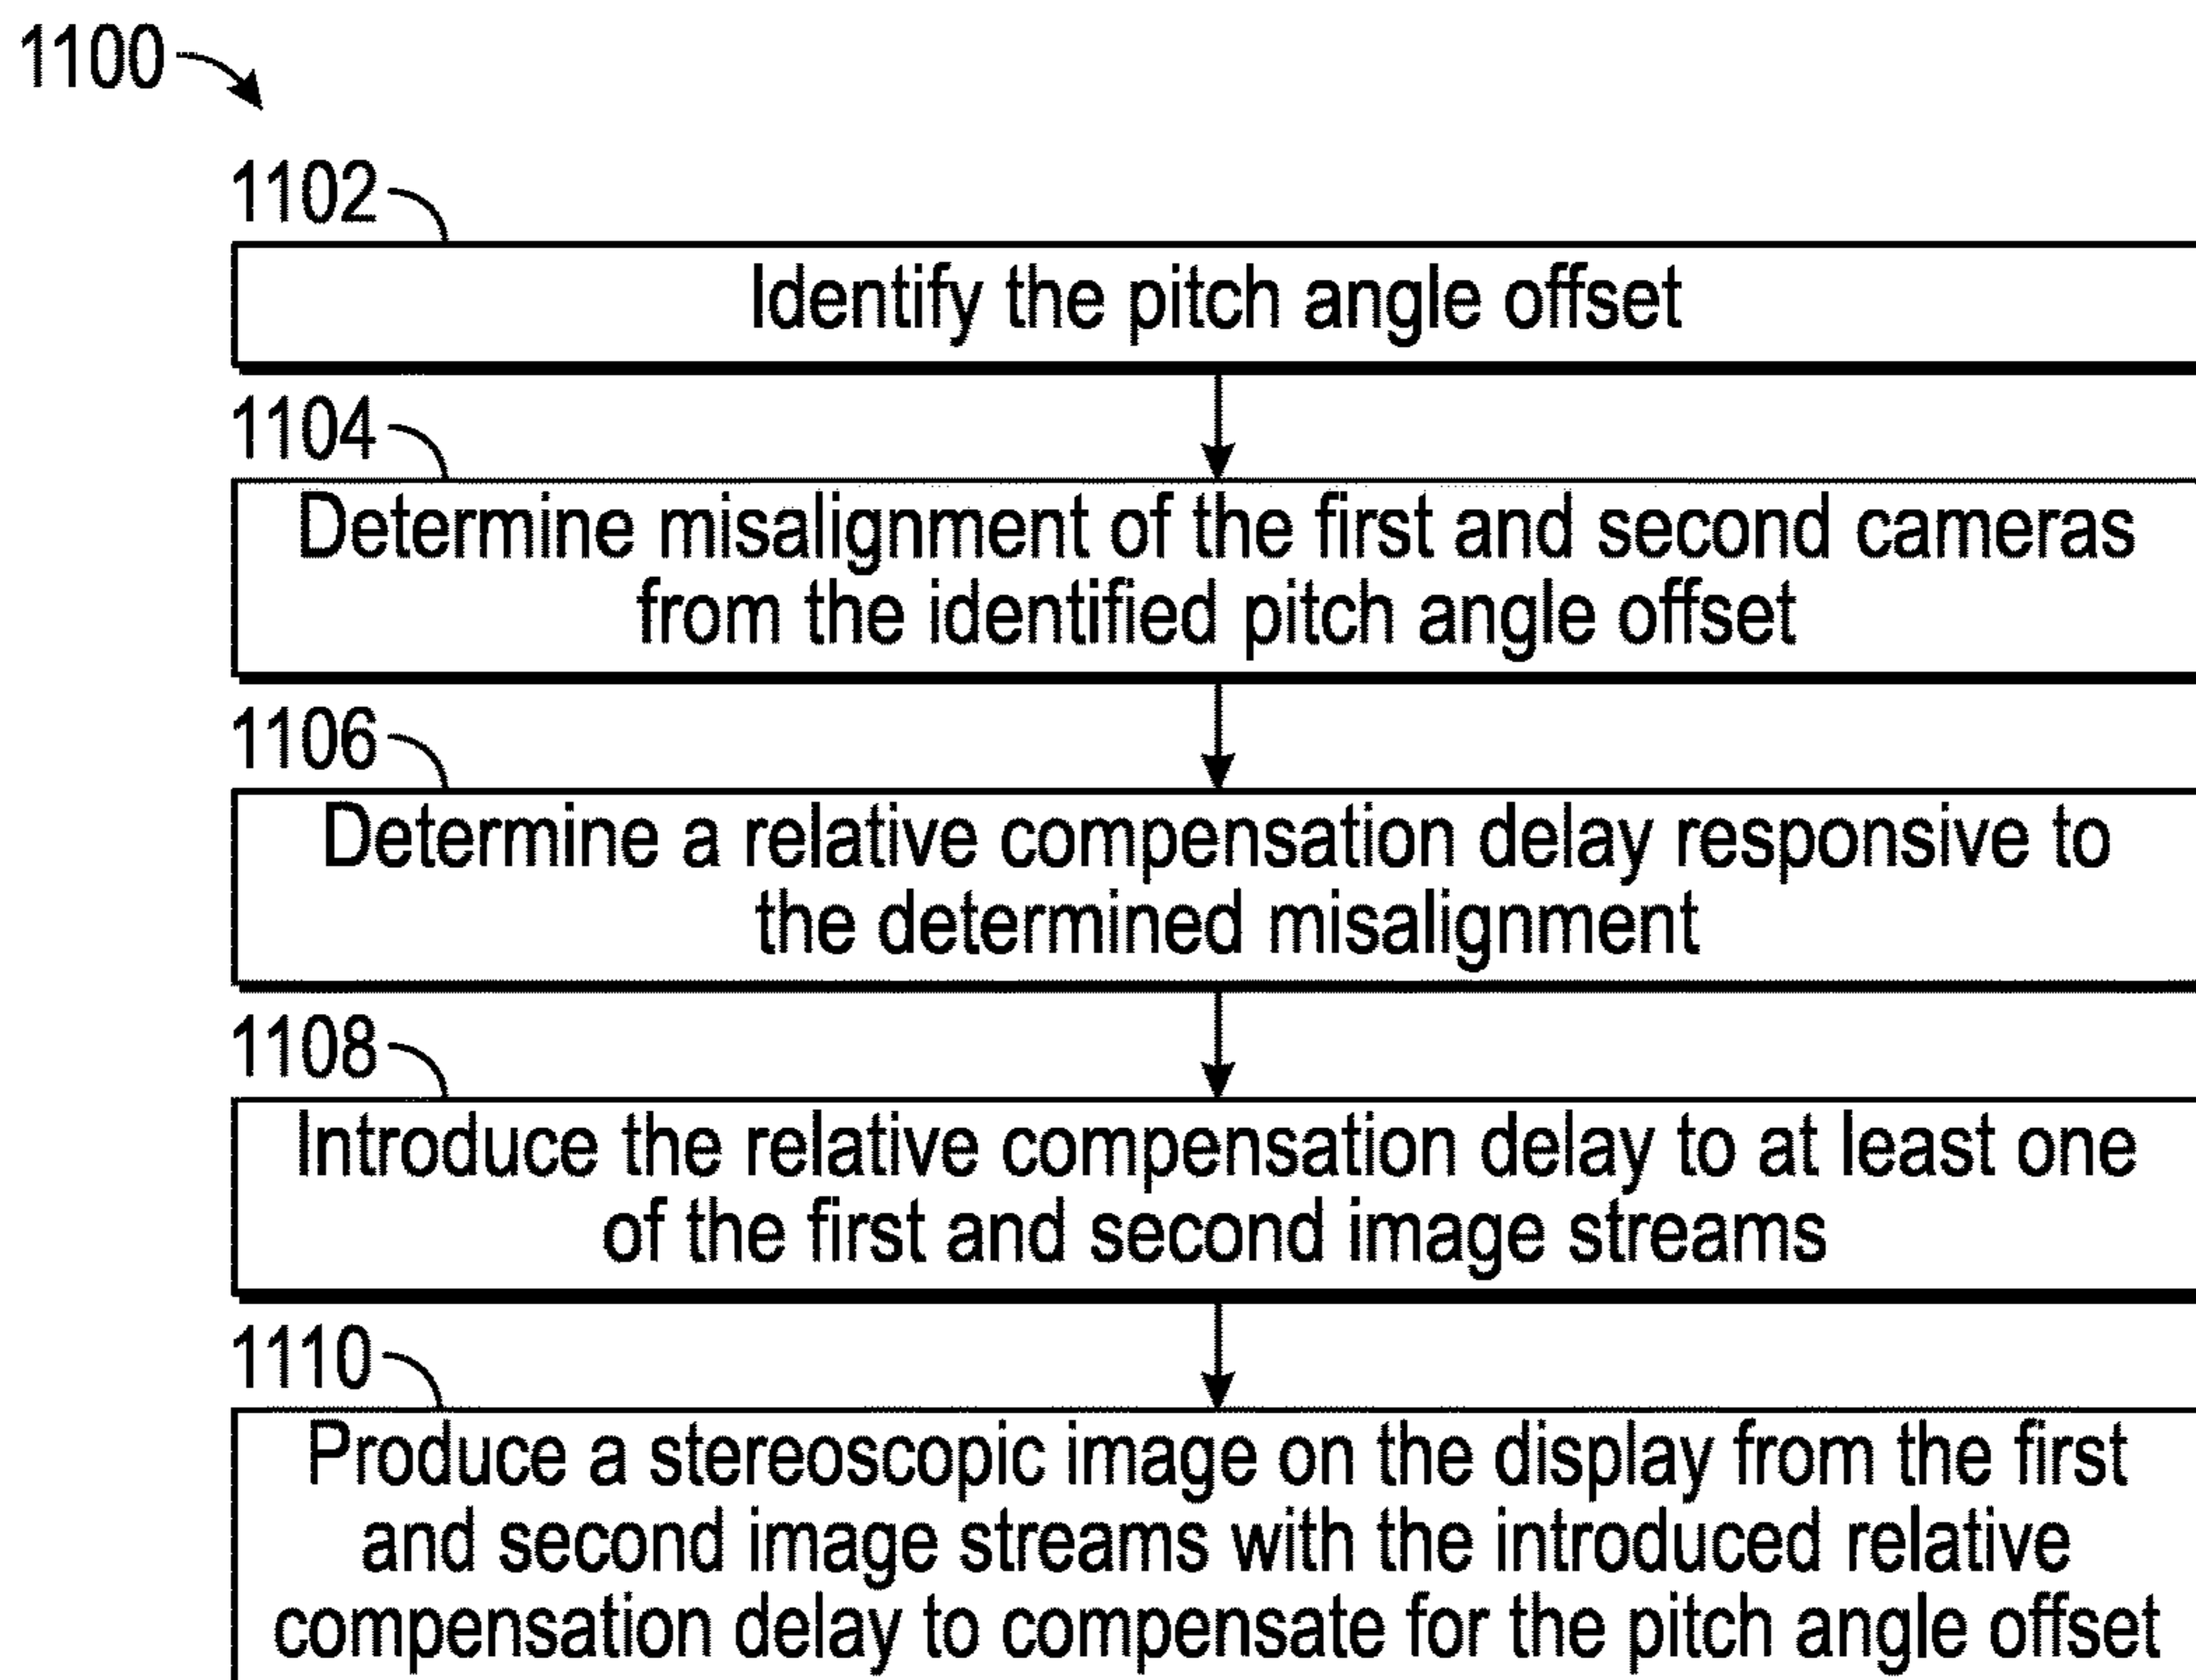 1100
1102
Identify the pitch angle offset
1104
Determine misalignment of the first and second cameras
from the identified pitch angle offset
1106
Determine a relative compensation delay responsive to
the determined misalignment
1108
Introduce the relative compensation delay to at least one
of the first and second image streams
1110
Produce a stereoscopic image on the display from the first
and second image streams with the introduced relative
compensation delay to compensate for the pitch angle offset